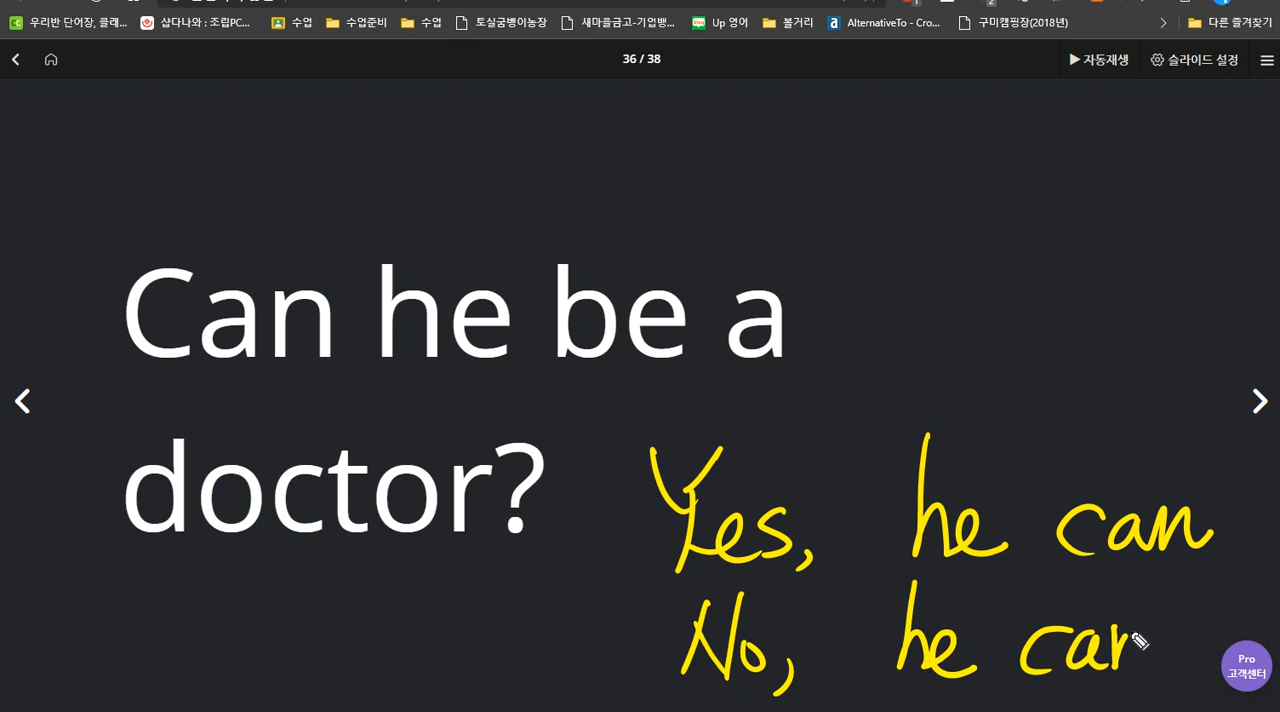 우리반 단어장, 클래... 샵다나와 : 조립PC... 수업 수업준비 수업 토실굼뱅이농장 새마을금고-기업뱅... Up 영어 볼거리 AlternativeTo - Cro... 구미캠핑장(2018년) 다른 즐겨찾기
36 / 38 ▶자동재생 슬라이드 설정
Can he be a
doctor?
Yes, he can
No, he car
Pro
고객센터